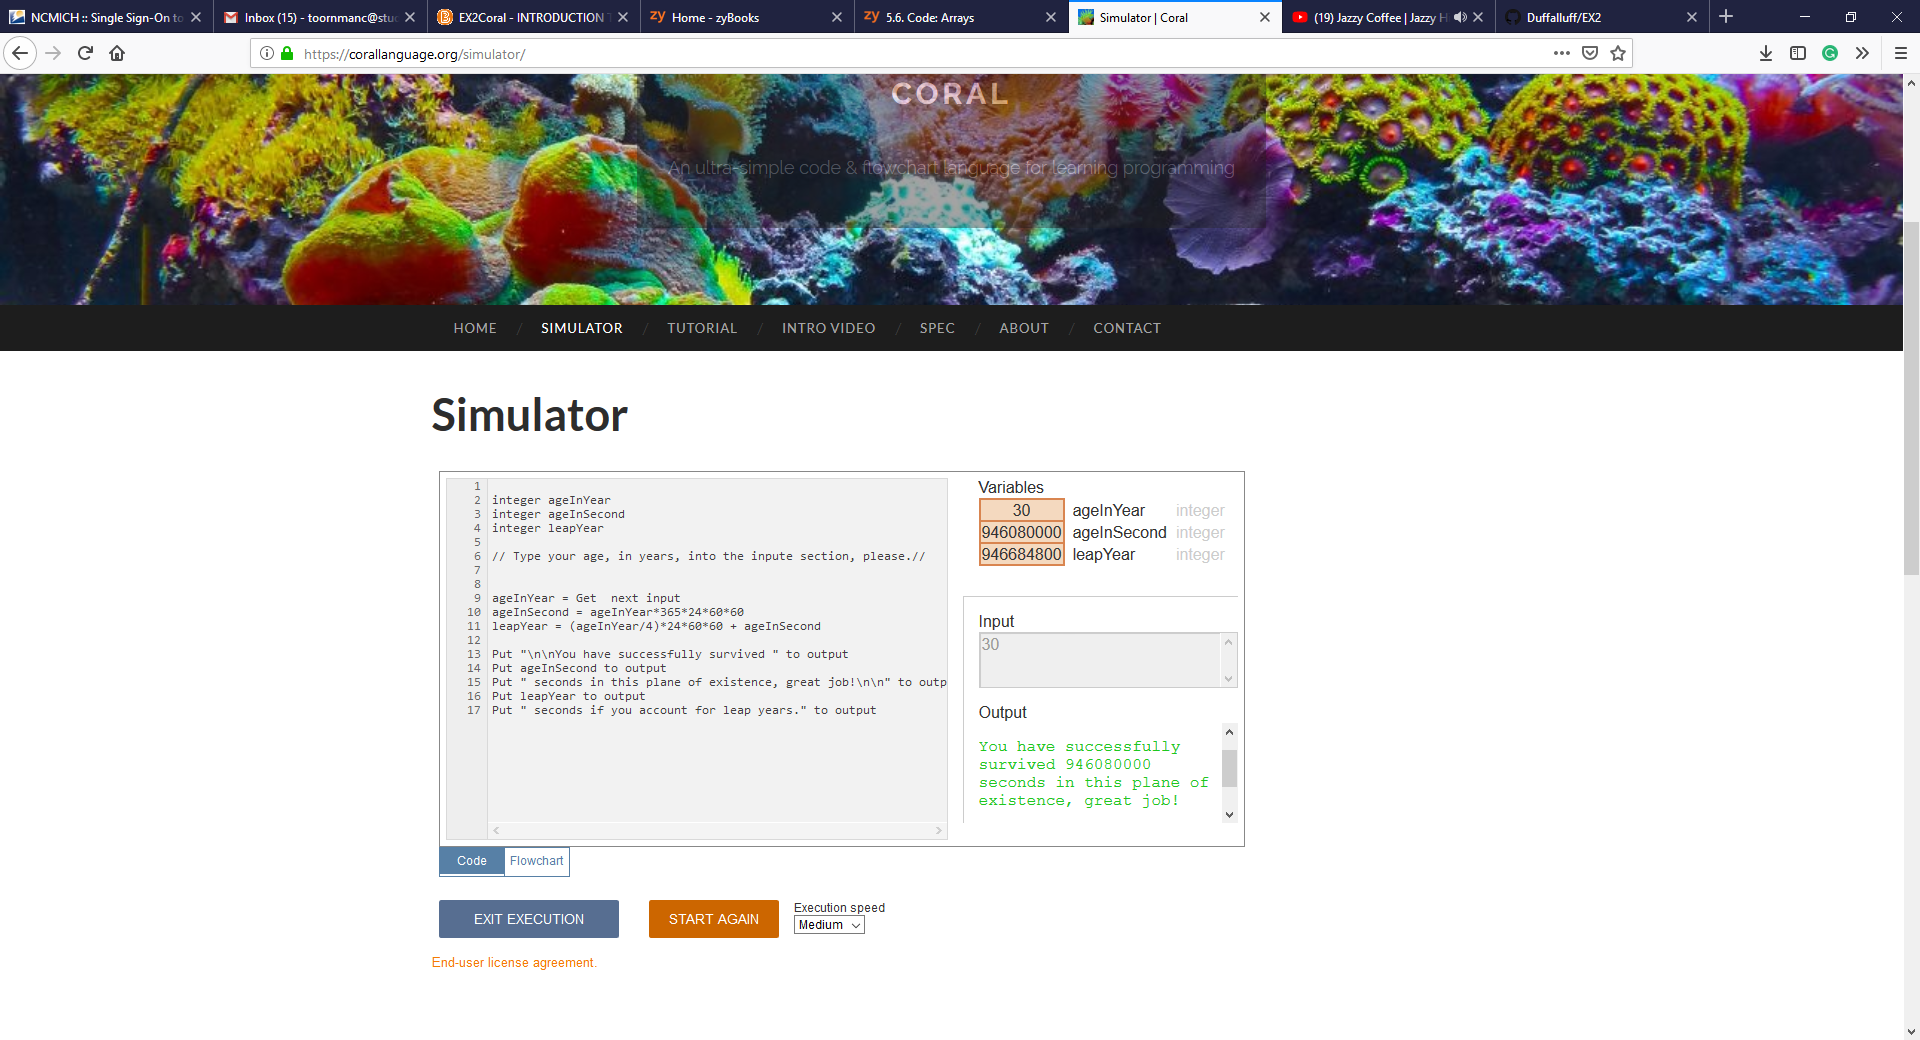 NCMICH :: Single Sign-On to
Inbox (15) - toornmanc@stu
EX2Coral - INTRODUCTION T
zy Home - zyBooks
zy 5.6. Code: Arrays
Simulator | Coral
(19) Jazzy Coffee | Jazzy H
Duffalluff/EX2
https://corallanguage.org/simulator/
CORAL
An ultra-simple code & flowchart language for learning programming
HOME / SIMULATOR / TUTORIAL / INTRO VIDEO / SPEC / ABOUT / CONTACT
Simulator
1
2 integer ageInYear
3 integer ageInSecond
4 integer leapYear
5
6 // Type your age, in years, into the inpute section, please.//
7
8
9 ageInYear = Get  next input
10 ageInSecond = ageInYear*365*24*60*60
11 leapYear = (ageInYear/4)*24*60*60 + ageInSecond
12
13 Put "\n\nYou have successfully survived " to output
14 Put ageInSecond to output
15 Put " seconds in this plane of existence, great job!\n\n" to outp
16 Put leapYear to output
17 Put " seconds if you account for leap years." to output
Variables
30 ageInYear integer
946080000 ageInSecond integer
946684800 leapYear integer
Input
30
Output
You have successfully
survived 946080000
seconds in this plane of
existence, great job!
Code Flowchart
EXIT EXECUTION
START AGAIN
Execution speed
Medium
End-user license agreement.